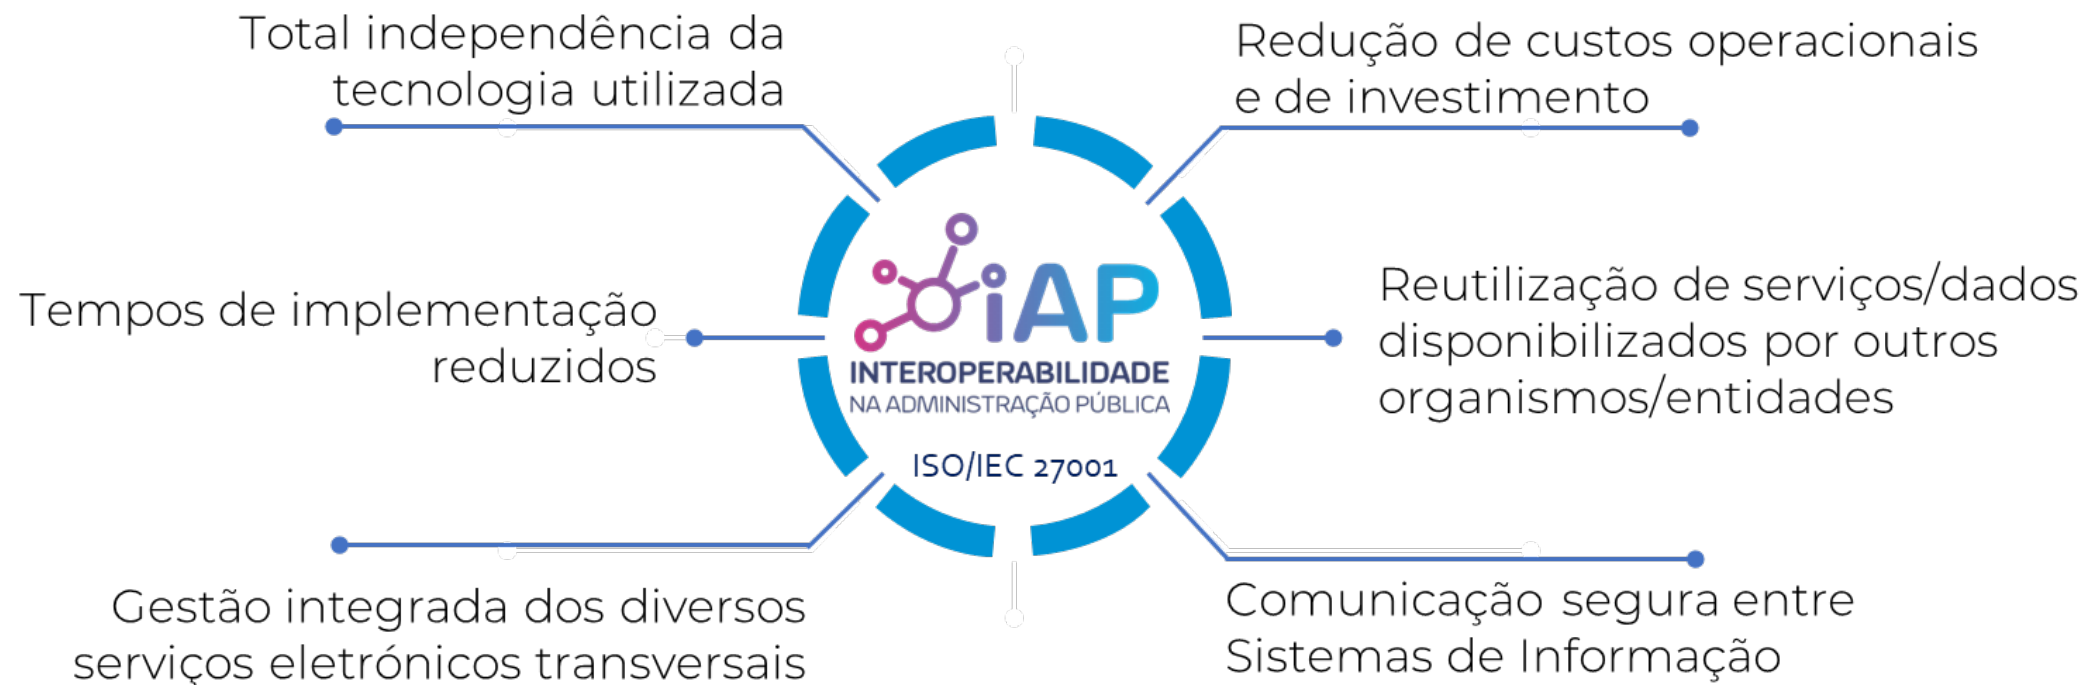 Total independência da
tecnologia utilizada
Redução de custos operacionais
e de investimento
Tempos de implementação
reduzidos
iAP
INTEROPERABILIDADE
NA ADMINISTRAÇÃO PÚBLICA
ISO/IEC 27001
Reutilização de serviços/dados
disponibilizados por outros
organismos/entidades
Gestão integrada dos diversos
serviços eletrónicos transversais
Comunicação segura entre
Sistemas de Informação